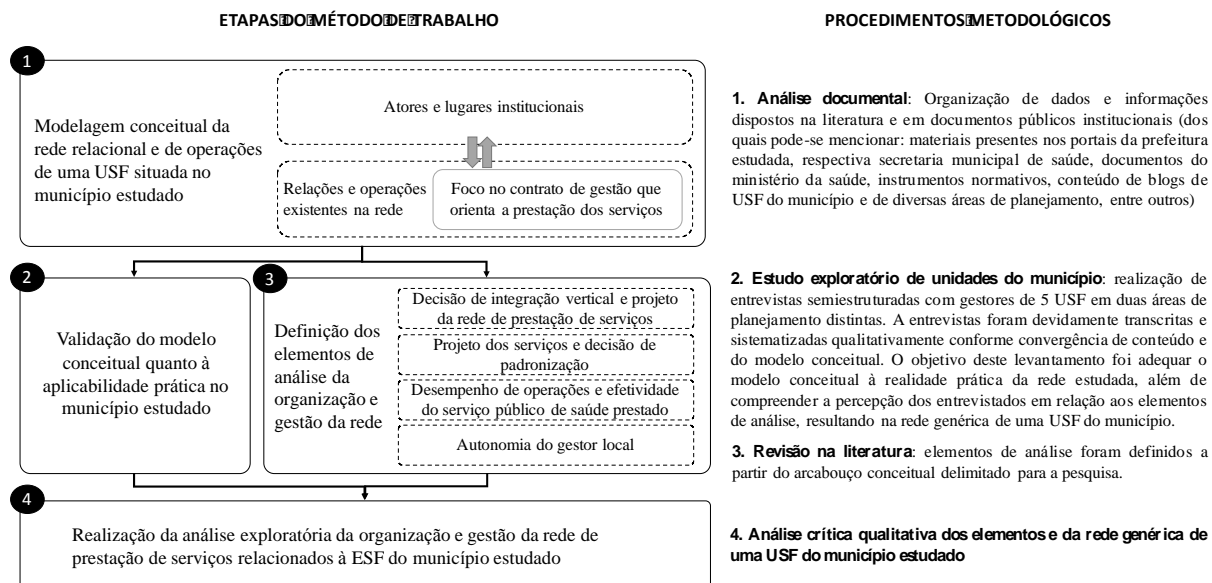 ETAPAS DO MÉTODO DE TRABALHO
PROCEDIMENTOS METODOLÓGICOS
1
Modelagem conceitual da
rede relacional e de operações
de uma USF situada no
município estudado
Atores e lugares institucionais
Relações e operações
existentes na rede
Foco no contrato de gestão que
orienta a prestação dos serviços
2
Validação do modelo
conceitual quanto à
aplicabilidade prática no
município estudado
3
Definição dos
elementos de
análise da
organização e
gestão da rede
Decisão de integração vertical e projeto
da rede de prestação de serviços
Projeto dos serviços e decisão de
padronização
Desempenho de operações e efetividade
do serviço público de saúde prestado
Autonomia do gestor local
4
Realização da análise exploratória da organização e gestão da rede de
prestação de serviços relacionados à ESF do município estudado
1. Análise documental: Organização de dados e informações
dispostos na literatura e em documentos públicos institucionais (dos
quais pode-se mencionar: materiais presentes nos portais da prefeitura
estudada, respectiva secretaria municipal de saúde, documentos do
ministério da saúde, instrumentos normativos, conteúdo de blogs de
USF do município e de diversas áreas de planejamento, entre outros)
2. Estudo exploratório de unidades do município: realização de
entrevistas semiestruturadas com gestores de 5 USF em duas áreas de
planejamento distintas. A entrevistas foram devidamente transcritas e
sistematizadas qualitativamente conforme convergência de conteúdo e
do modelo conceitual. O objetivo deste levantamento foi adequar o
modelo conceitual à realidade prática da rede estudada, além de
compreender a percepção dos entrevistados em relação aos elementos
de análise, resultando na rede genérica de uma USF do município.
3. Revisão na literatura: elementos de análise foram definidos a
partir do arcabouço conceitual delimitado para a pesquisa.
4. Análise crítica qualitativa dos elementos e da rede genérica de
uma USF do município estudado